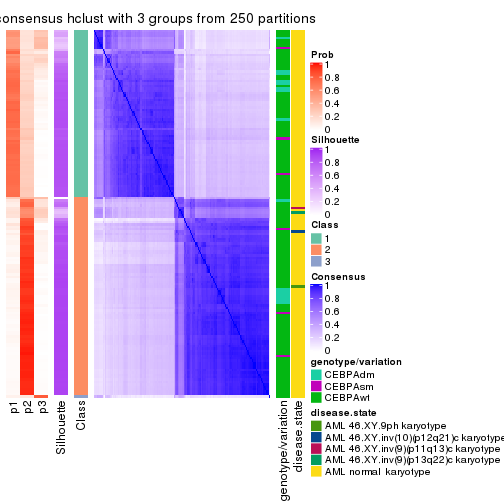 consensus hclust with 3 groups from 250 partitions
Prob
1
0.8
0.6
0.4
0.2
0
Silhouette
1
0.8
0.6
0.4
0.2
0
Class
1
2
3
Consensus
1
0.8
0.6
0.4
0.2
0
genotype/variation
CEBPAdm
CEBPAsm
CEBPAwt
disease.state
AML 46.XY.9ph karyotype
AML 46.XY.inv(10)(p12q21)c karyotype
AML 46.XY.inv(9)(p11q13)c karyotype
AML 46.XY.inv(9)(p13q22)c karyotype
AML normal karyotype
p1
p2
p3
Silhouette
Class
genotype/variation
disease.state